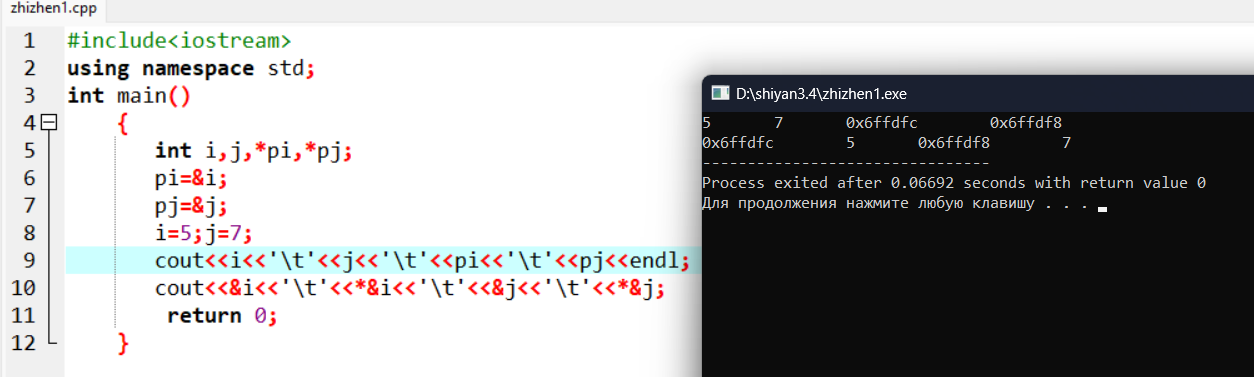 zhizhen1.cpp
1 #include<iostream>
2 using namespace std;
3 int main()
4 {
5 int i,j,*pi,*pj;
6 pi=&i;
7 pj=&j;
8 i=5;j=7;
9 cout<<i<<'\t'<<j<<'\t'<<pi<<'\t'<<pj<<endl;
10 cout<<&i<<'\t'<<*&i<<'\t'<<&j<<'\t'<<*&j;
11 return 0;
12 }
D:\shiyan3.4\zhizhen1.exe
5 7 0x6ffdfc 0x6ffdf8
0x6ffdfc 5 0x6ffdf8 7
--------------------------------
Process exited after 0.06692 seconds with return value 0
Для продолжения нажмите любую клавишу . . .